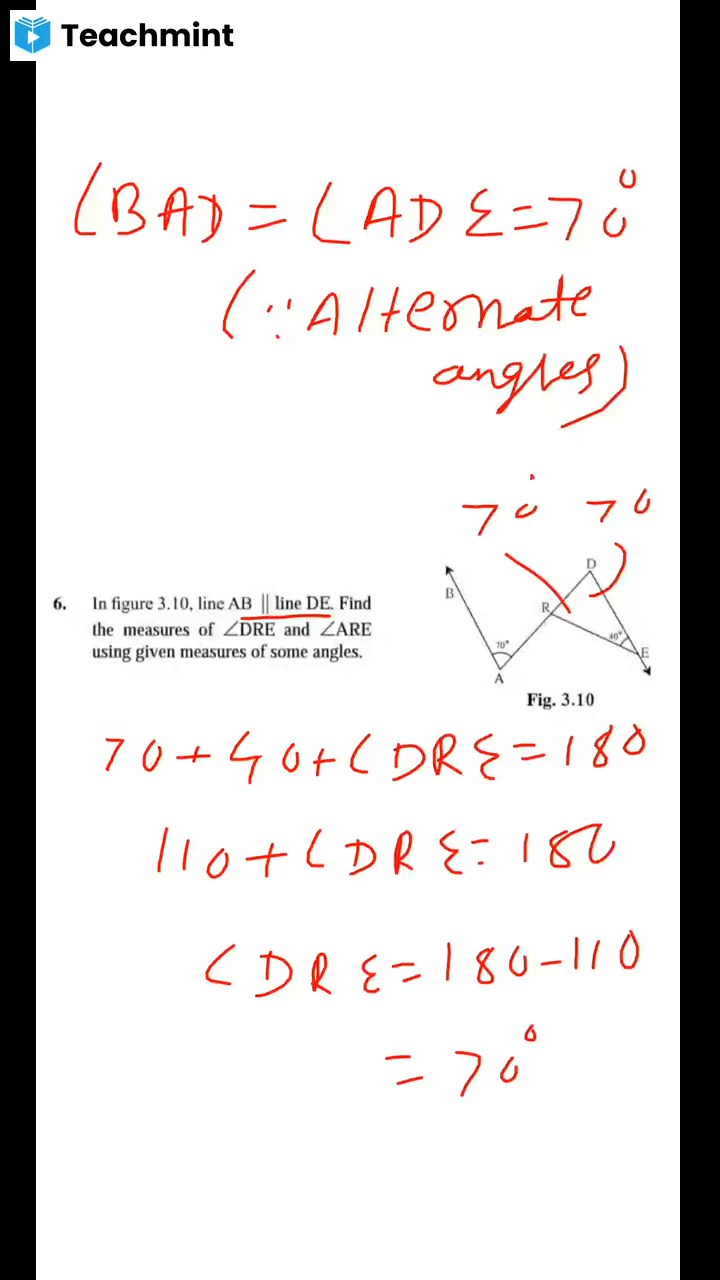 Teachmint
∠BAD = ∠ADE = 70°
(∵ Alternate
angles)
70° 70
6. In figure 3.10, line AB || line DE. Find
the measures of ∠DRE and ∠ARE
using given measures of some angles.
D
B
R
70°
40°
E
A
Fig. 3.10
70 + 40 + ∠DRE = 180
110 + ∠DRE = 180
∠DRE = 180 - 110
= 70°